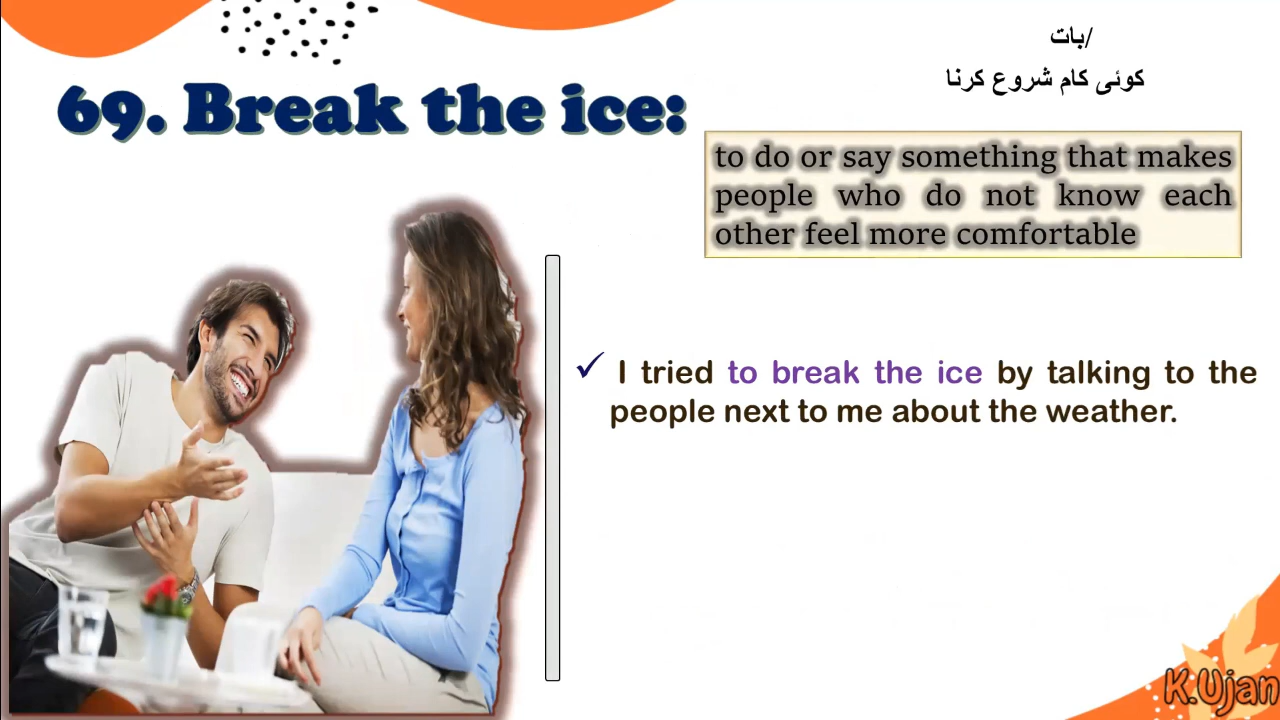 69. Break the ice:
بات/
کوئی کام شروع کرنا
to do or say something that makes
people who do not know each
other feel more comfortable
✓ I tried to break the ice by talking to the
people next to me about the weather.
K.Ujan